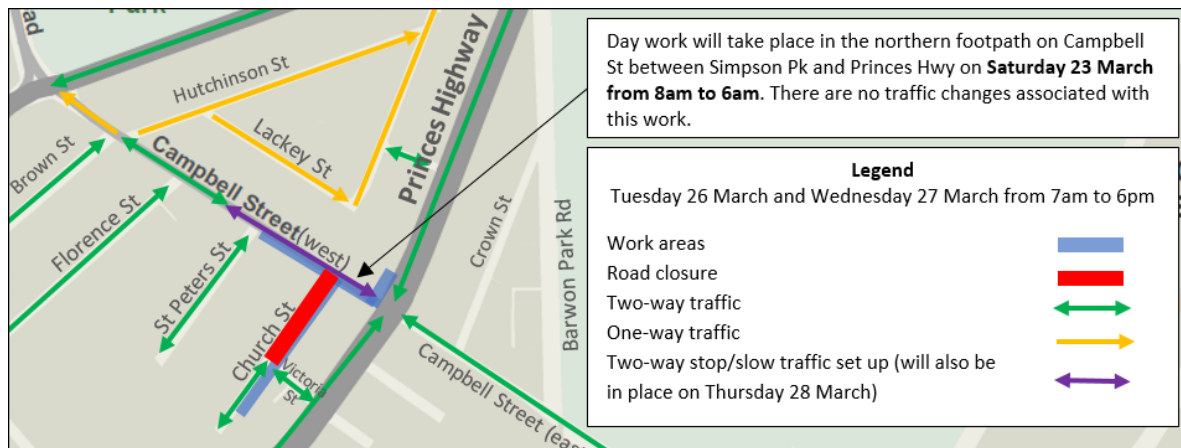 Park
ad
Day work will take place in the northern footpath on Campbell
St between Simpson Pk and Princes Hwy on Saturday 23 March
from 8am to 6am. There are no traffic changes associated with
this work.
Hutchinson St
Princes Highway
Lackey St
Brown St
Campbell Street(west)
Florence St
St Peters St
Crown St
Barwon Park Rd
Church St
Victoria
St
Campbell Street (eas
Legend
Tuesday 26 March and Wednesday 27 March from 7am to 6pm
Work areas
Road closure
Two-way traffic
One-way traffic
Two-way stop/slow traffic set up (will also be
in place on Thursday 28 March)